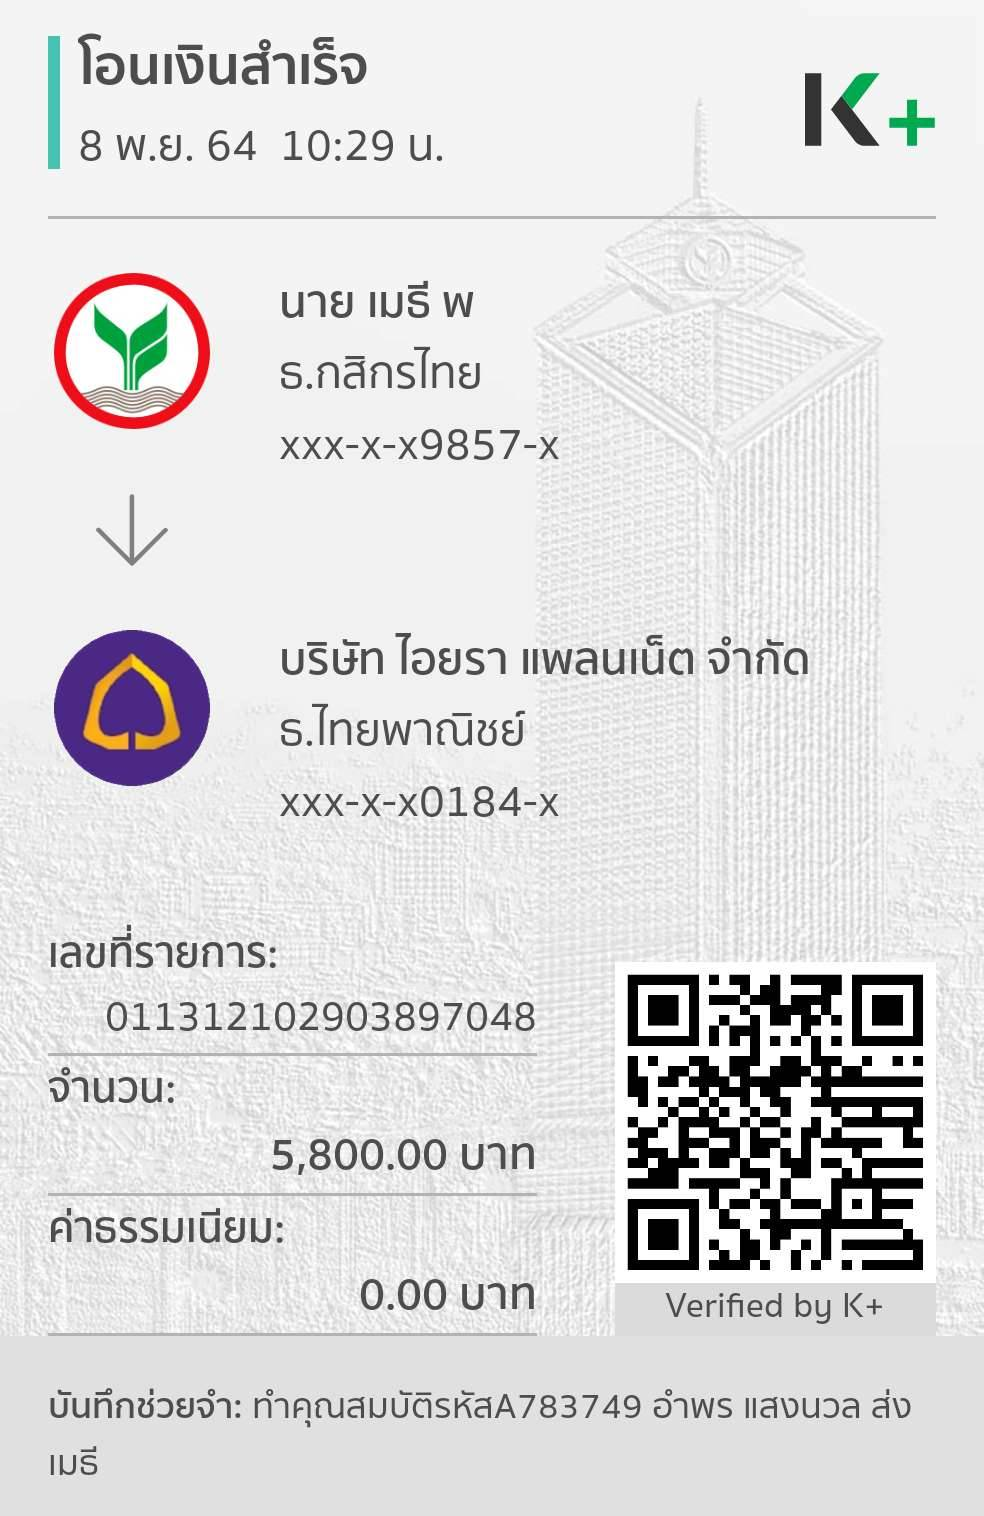 โอนเงินสำเร็จ
8 พ.ย. 64 10:29 น.
K+
นาย เมธี พ
ธ.กสิกรไทย
xxx-x-x9857-x
บริษัท ไอยรา แพลนเน็ต จำกัด
ธ.ไทยพาณิชย์
xxx-x-x0184-x
เลขที่รายการ:
011312102903897048
จำนวน:
5,800.00 บาท
ค่าธรรมเนียม:
0.00 บาท
Verified by K+
บันทึกช่วยจำ: ทำคุณสมบัติรหัสA783749 อำพร แสงนวล ส่ง
เมธี